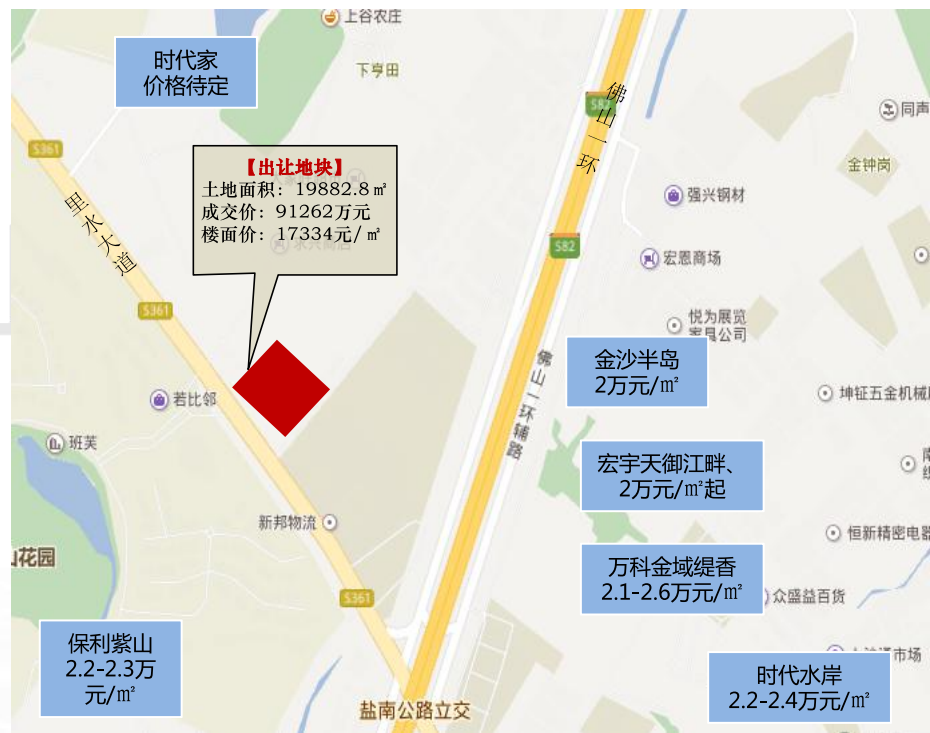 上谷农庄
时代家
价格待定
下亨田
S82
佛山一环
同声
S361
金钟岗
【出让地块】
土地面积：19882.8㎡
成交价：91262万元
楼面价：17334元/㎡
里水大道
强兴钢材
S82
宏恩商场
S361
悦为展览
家具公司
金沙半岛
2万元/㎡
佛山一环辅路
若比邻
坤钲五金机械
班芙
宏宇天御江畔、
2万元/㎡起
新邦物流
恒新精密电器
山花园
万科金域缇香
2.1-2.6万元/㎡
众盛益百货
S361
保利紫山
2.2-2.3万
元/㎡
市场
时代水岸
2.2-2.4万元/㎡
盐南公路立交